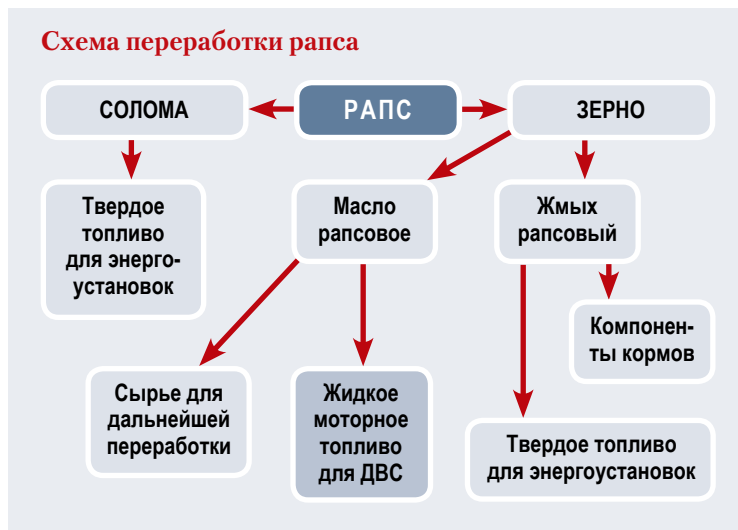 Схема переработки рапса
СОЛОМА
РАПС
ЗЕРНО
Твердое
топливо
для энерго-
установок
Масло
рапсовое
Жмых
рапсовый
Компонен-
ты кормов
Сырье для
дальнейшей
переработки
Жидкое
моторное
топливо
для ДВС
Твердое топливо
для энергоустановок